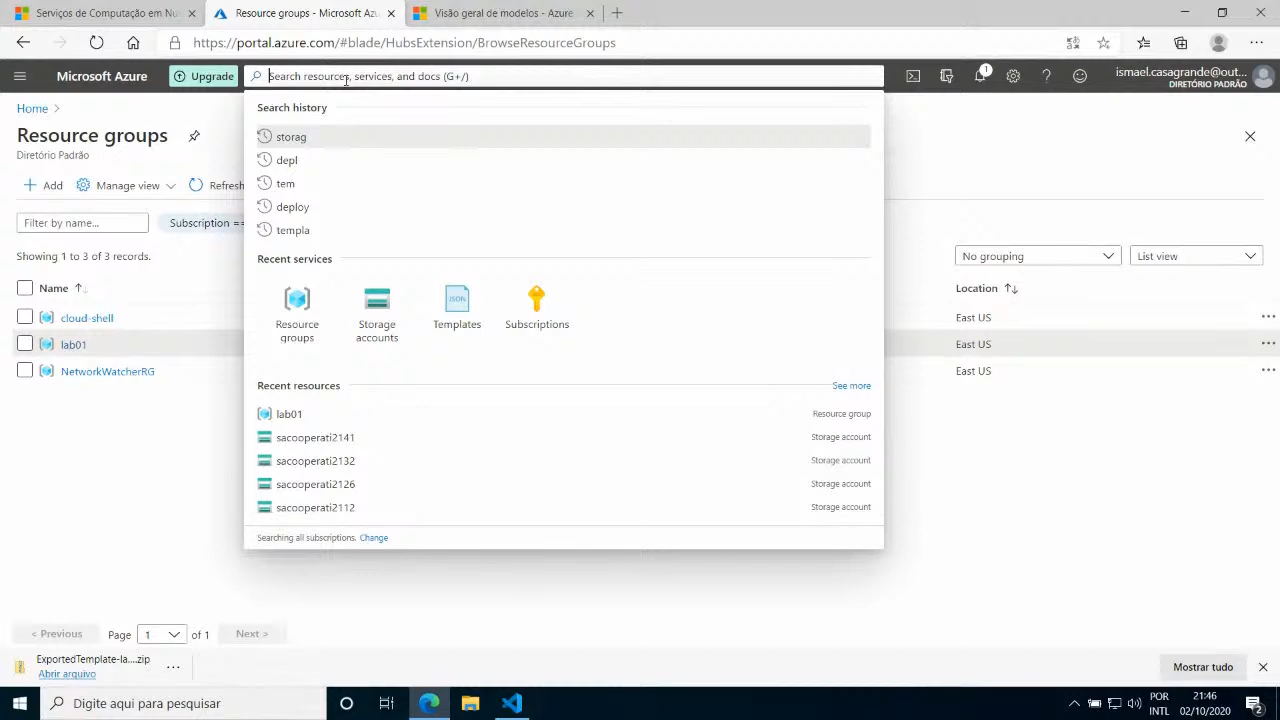 Serviços de Computação em Nu
Resource groups - Microsoft Azu
Visão geral de modelos - Azure
https://portal.azure.com/#blade/HubsExtension/BrowseResourceGroups
Microsoft Azure
Upgrade
Search resources, services, and docs (G+/)
1
ismael.casagrande@out...
DIRETÓRIO PADRÃO
Home
Resource groups
Diretório Padrão
Add
Manage view
Refresh
Filter by name...
Subscription ==
Showing 1 to 3 of 3 records.
No grouping
List view
Name
Location
cloud-shell
East US
lab01
East US
NetworkWatcherRG
East US
Search history
storag
depl
tem
deploy
templa
Recent services
Resource groups
Storage accounts
Templates
Subscriptions
Recent resources
See more
lab01
Resource group
sacooperati2141
Storage account
sacooperati2132
Storage account
sacooperati2126
Storage account
sacooperati2112
Storage account
Searching all subscriptions. Change
< Previous
Page
1
of 1
Next >
ExportedTemplate-la....zip
Abrir arquivo
Mostrar tudo
Digite aqui para pesquisar
POR
INTL
21:46
02/10/2020
2